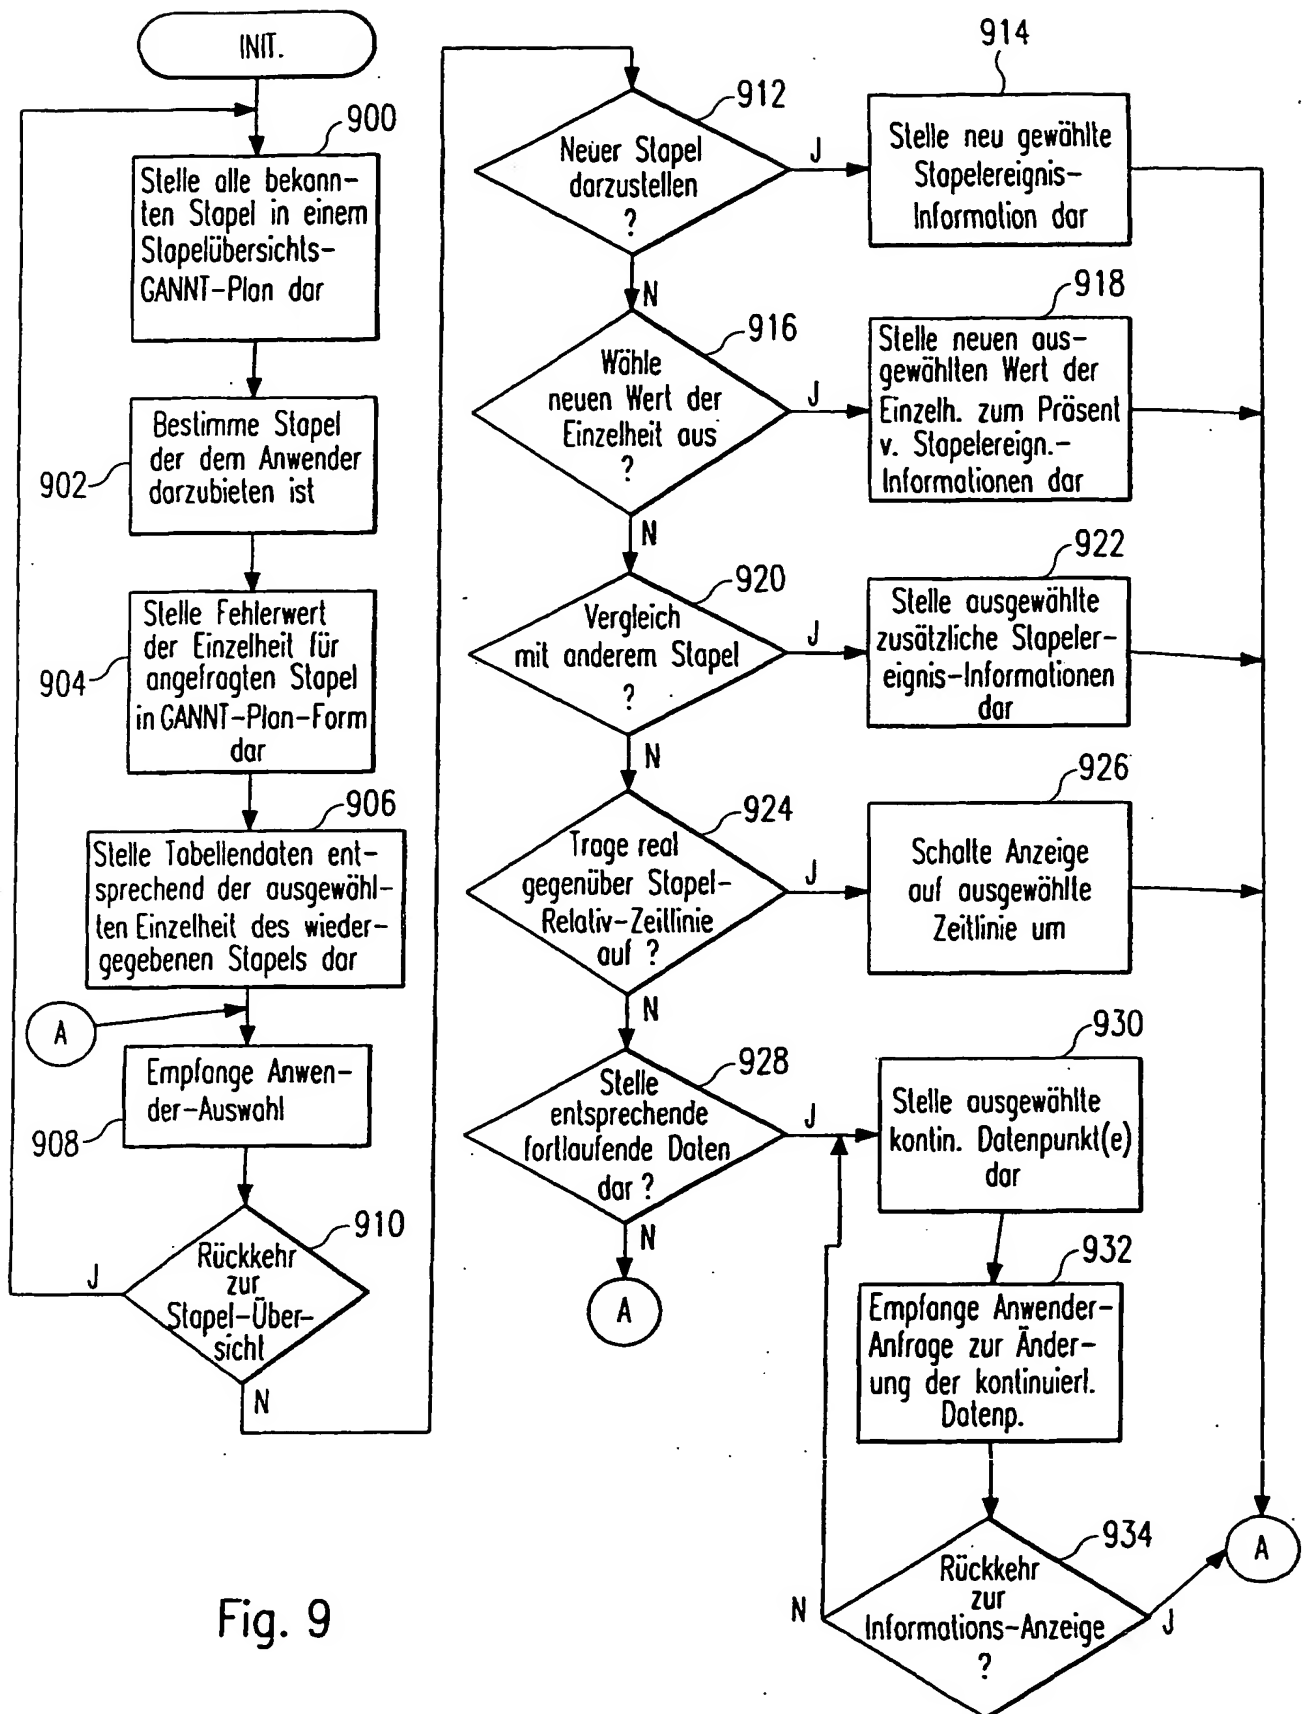 INIT.
900
Stelle alle bekann-
ten Stapel in einem
Stapelübersichts-
GANNT-Plan dar
902
Bestimme Stapel
der dem Anwender
darzubieten ist
904
Stelle Fehlerwert
der Einzelheit für
angefragten Stapel
in GANNT-Plan-Form
dar
906
Stelle Tabellendaten ent-
sprechend der ausgewähl-
ten Einzelheit des wieder-
gegebenen Stapels dar
A
908
Empfange Anwen-
der-Auswahl
910
Rückkehr
zur
Stapel-Über-
sicht
J
N
912
Neuer Stapel
darzustellen
?
J
N
914
Stelle neu gewählte
Stapelereignis-
Information dar
916
Wähle
neuen Wert der
Einzelheit aus
?
J
N
918
Stelle neuen aus-
gewählten Wert der
Einzelh. zum Präsent
v. Stapelereign.-
Informationen dar
920
Vergleich
mit anderem Stapel
?
J
N
922
Stelle ausgewählte
zusätzliche Stapeler-
eignis-Informationen
dar
924
Trage real
gegenüber Stapel-
Relativ-Zeitlinie
auf ?
J
N
926
Schalte Anzeige
auf ausgewählte
Zeitlinie um
928
Stelle
entsprechende
fortlaufende Daten
dar ?
J
N
A
930
Stelle ausgewählte
kontin. Datenpunkt(e)
dar
932
Empfange Anwender-
Anfrage zur Änder-
ung der kontinuierl.
Datenp.
934
Rückkehr
zur
Informations-Anzeige
?
N
J
A
Fig. 9